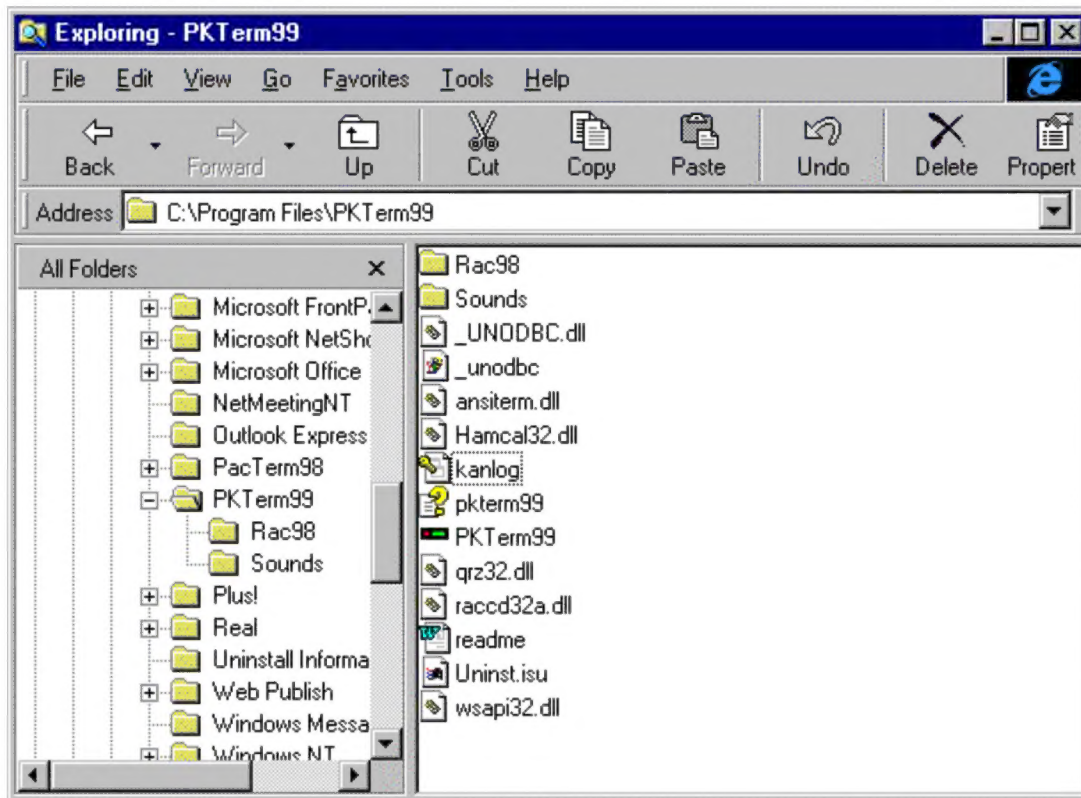 Exploring - PKTerm99
File Edit View Go Favorites Tools Help
Back Forward Up Cut Copy Paste Undo Delete Propert
Address C:\Program Files\PKTerm99
All Folders
Microsoft FrontP
Microsoft NetSho
Microsoft Office
NetMeetingNT
Outlook Express
PacTerm98
PKTerm99
Rac98
Sounds
Plus!
Real
Uninstall Informa
Web Publish
Windows Messa
Windows NT
Rac98
Sounds
_UNODBC.dll
_unodbc
ansiterm.dll
Hamcal32.dll
kanlog
pkterm99
PKTerm99
qrz32.dll
raccd32a.dll
readme
Uninst.isu
wsapi32.dll